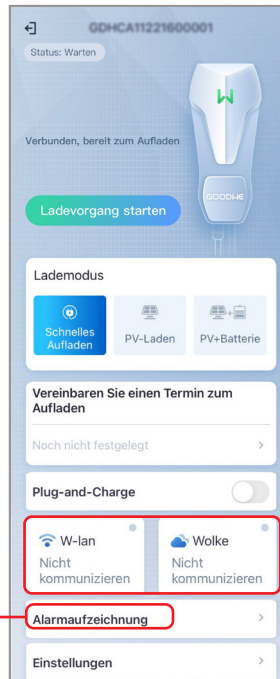 GDHCA11221600001
Status: Warten
Verbunden, bereit zum Aufladen
GOODWE
Ladevorgang starten
Lademodus
Schnelles
Aufladen
PV-Laden
PV+Batterie
Vereinbaren Sie einen Termin zum
Aufladen
Noch nicht festgelegt
Plug-and-Charge
W-lan
Nicht
kommunizieren
Wolke
Nicht
kommunizieren
Alarmaufzeichnung
Einstellungen